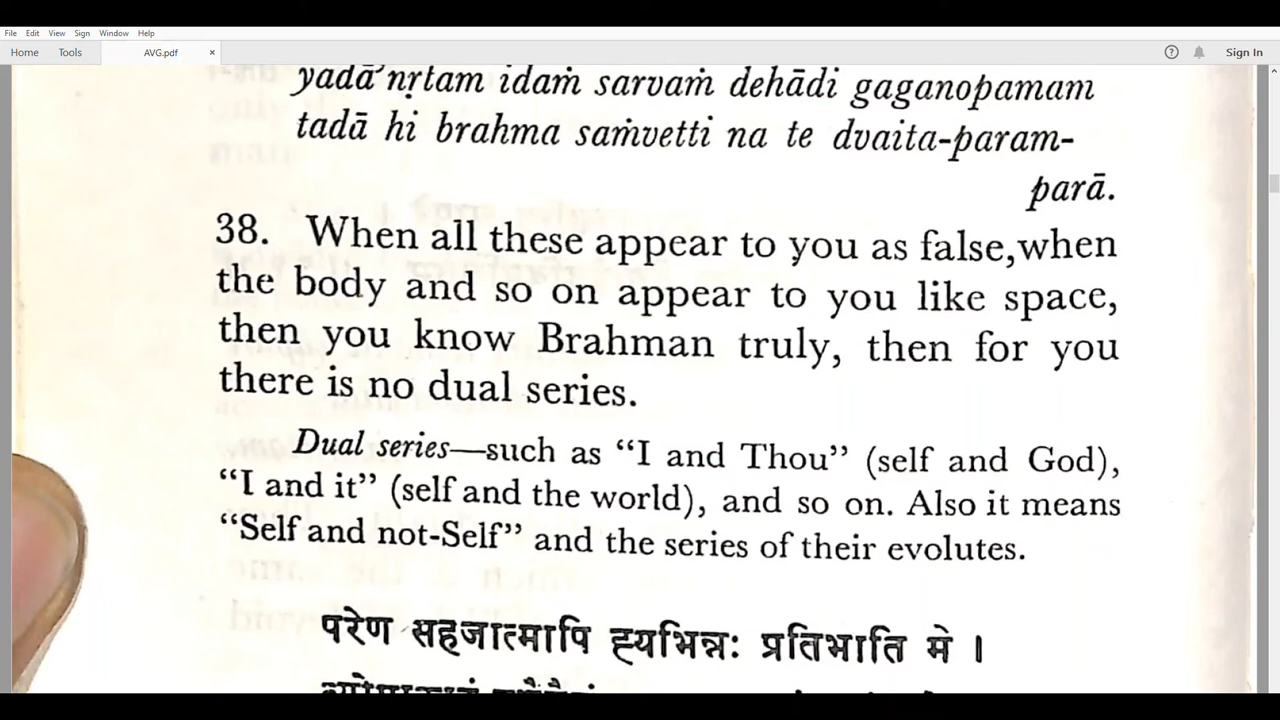 File Edit View Sign Window Help
Home Tools AVG.pdf × Sign In
yadā'nṛtam idaṁ sarvaṁ dehādi gaganopamam
tadā hi brahma saṁvetti na te dvaita-param-
parā.
38. When all these appear to you as false,when
the body and so on appear to you like space,
then you know Brahman truly, then for you
there is no dual series.
Dual series—such as “I and Thou” (self and God),
“I and it” (self and the world), and so on. Also it means
“Self and not-Self” and the series of their evolutes.
परेण सहजात्मापि ह्यभिन्नः प्रतिभाति मे ।